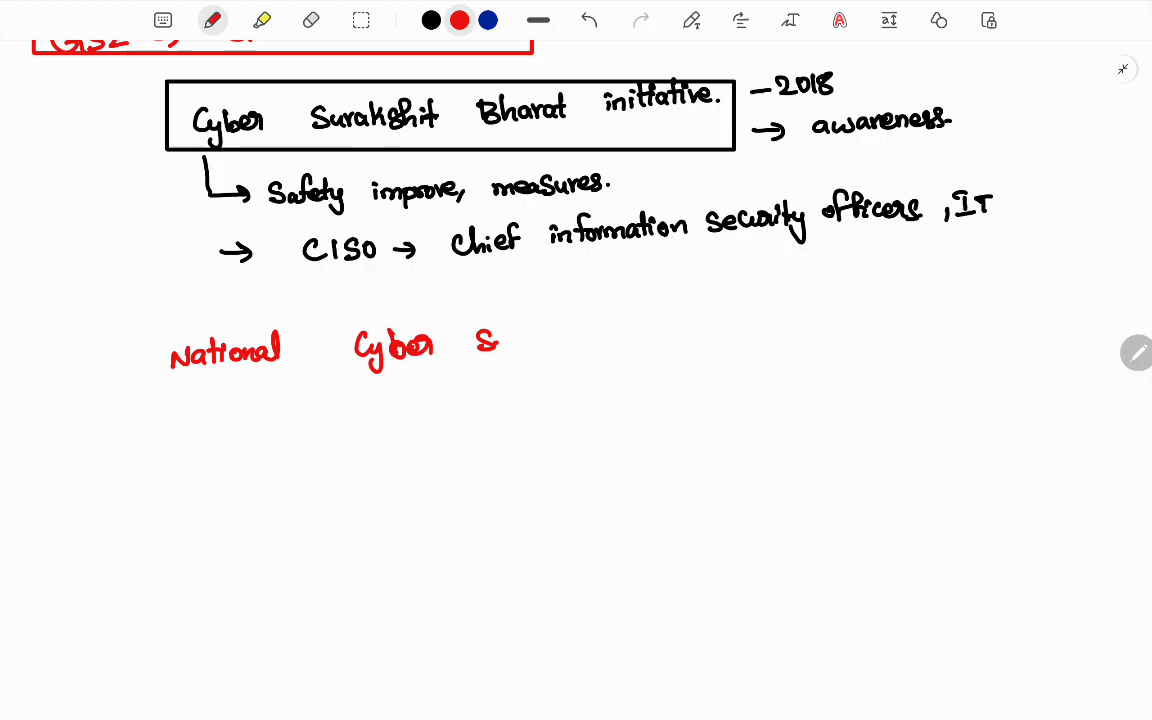 Cyber Surakshit Bharat initiative. - 2018
→ awareness.
→ Safety improve, measures.
→ CISO → Chief information security officers, IT
National Cyber S